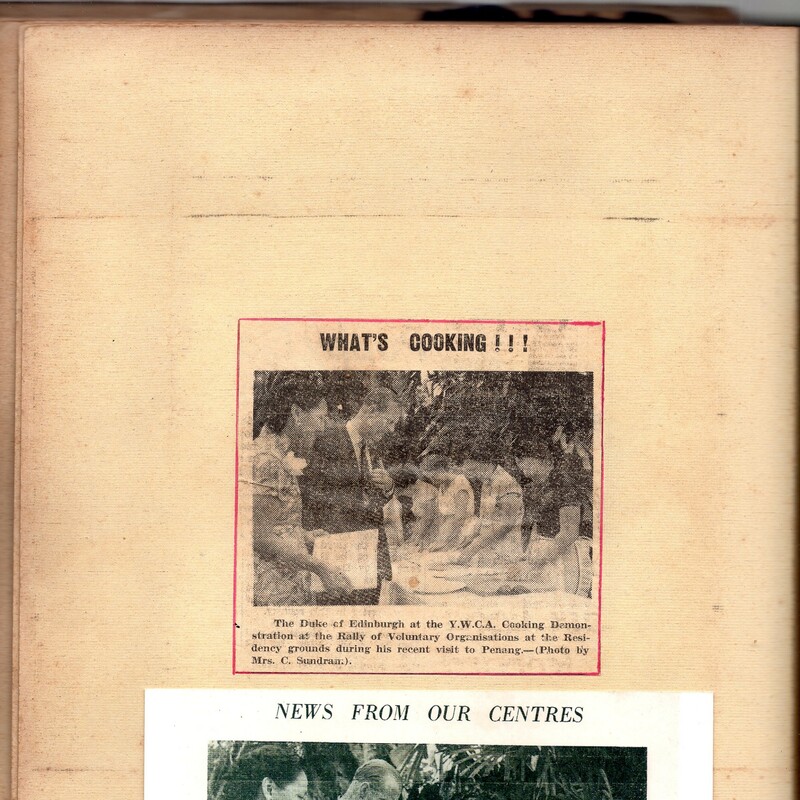 WHAT'S COOKING ! ! !
The Duke of Edinburgh at the Y.W.C.A. Cooking Demon-
stration at the Rally of Voluntary Organisations at the Resi-
dency grounds during his recent visit to Penang.—(Photo by
Mrs. C. Sundram.).
NEWS FROM OUR CENTRES